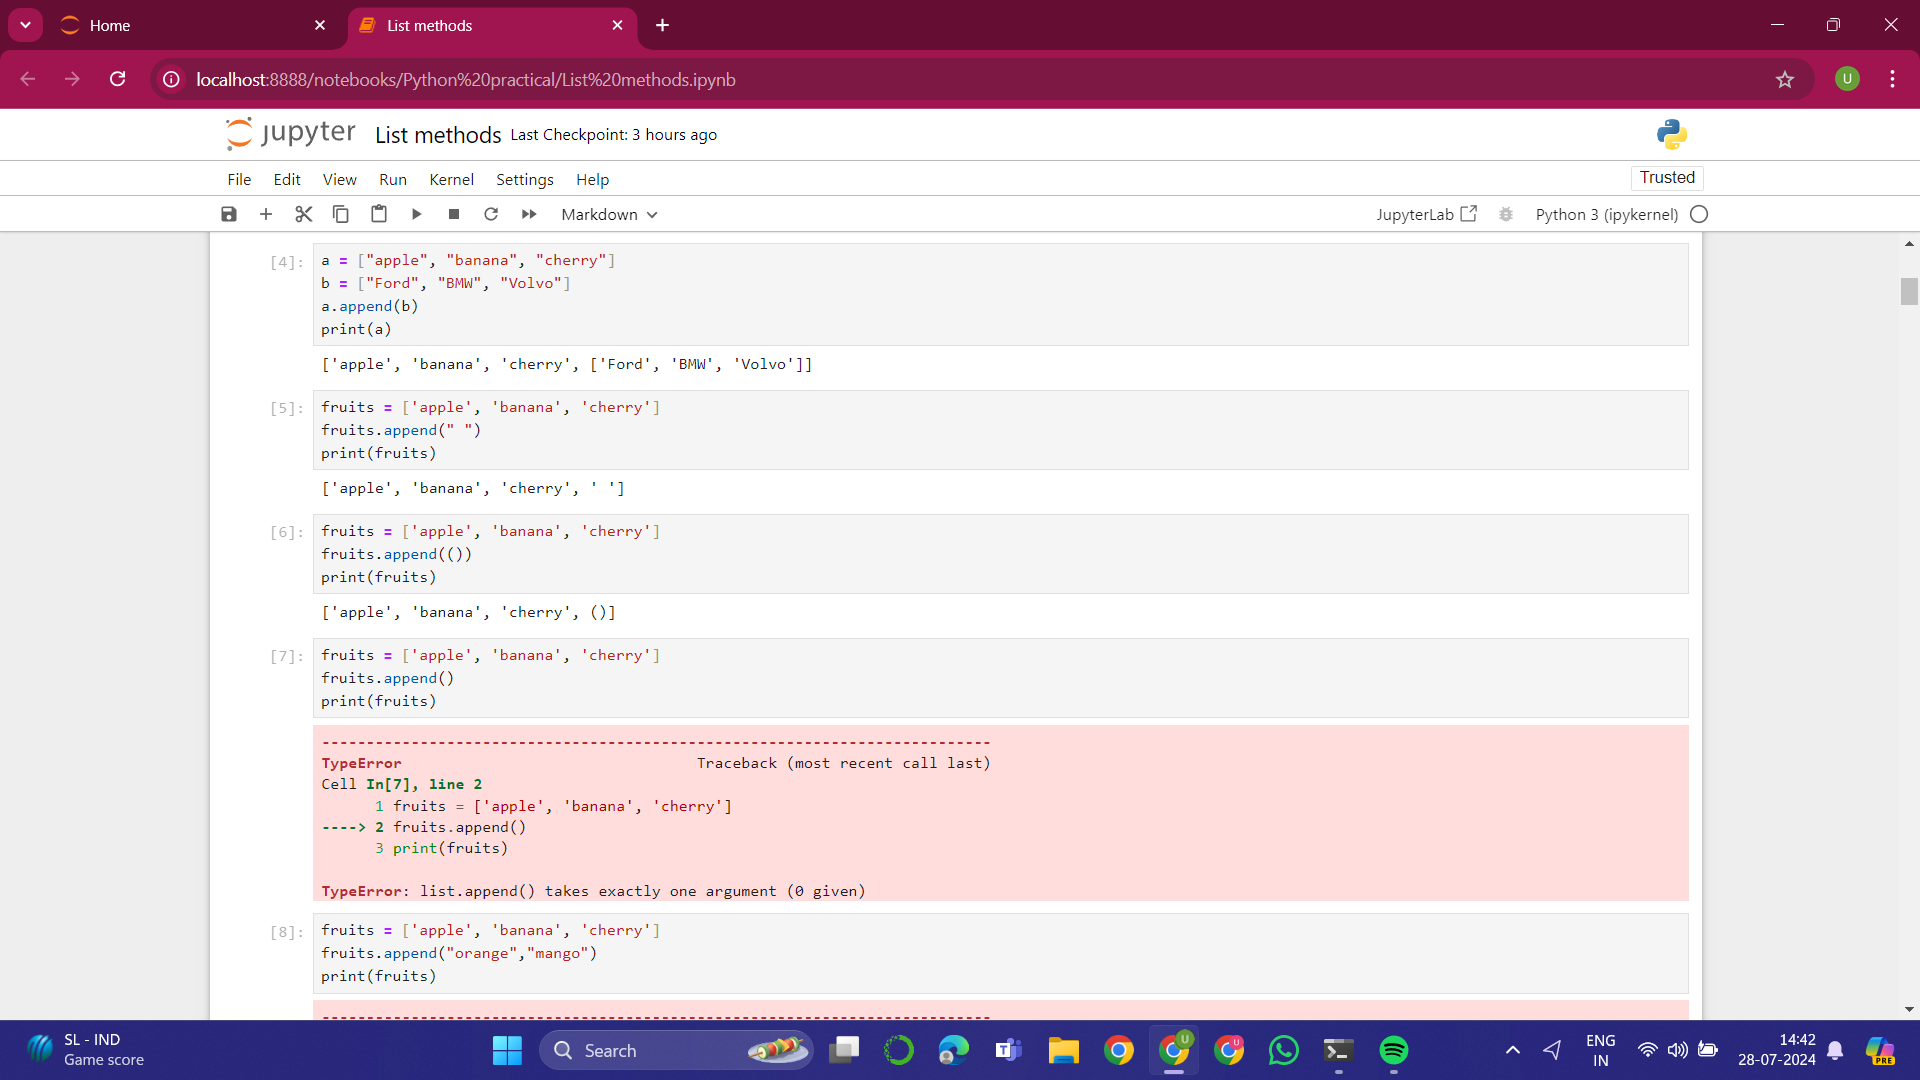 Home
List methods
localhost:8888/notebooks/Python%20practical/List%20methods.ipynb
U
jupyter List methods Last Checkpoint: 3 hours ago
File Edit View Run Kernel Settings Help
Trusted
Markdown
JupyterLab
Python 3 (ipykernel)
[4]: a = ["apple", "banana", "cherry"]
b = ["Ford", "BMW", "Volvo"]
a.append(b)
print(a)
['apple', 'banana', 'cherry', ['Ford', 'BMW', 'Volvo']]
[5]: fruits = ['apple', 'banana', 'cherry']
fruits.append(" ")
print(fruits)
['apple', 'banana', 'cherry', ' ']
[6]: fruits = ['apple', 'banana', 'cherry']
fruits.append(())
print(fruits)
['apple', 'banana', 'cherry', ()]
[7]: fruits = ['apple', 'banana', 'cherry']
fruits.append()
print(fruits)
---------------------------------------------------------------------------
TypeError                                 Traceback (most recent call last)
Cell In[7], line 2
      1 fruits = ['apple', 'banana', 'cherry']
----> 2 fruits.append()
      3 print(fruits)
TypeError: list.append() takes exactly one argument (0 given)
[8]: fruits = ['apple', 'banana', 'cherry']
fruits.append("orange","mango")
print(fruits)
---------------------------------------------------------------------------
SL - IND
Game score
Search
U
U
ENG
IN
14:42
28-07-2024
PRE